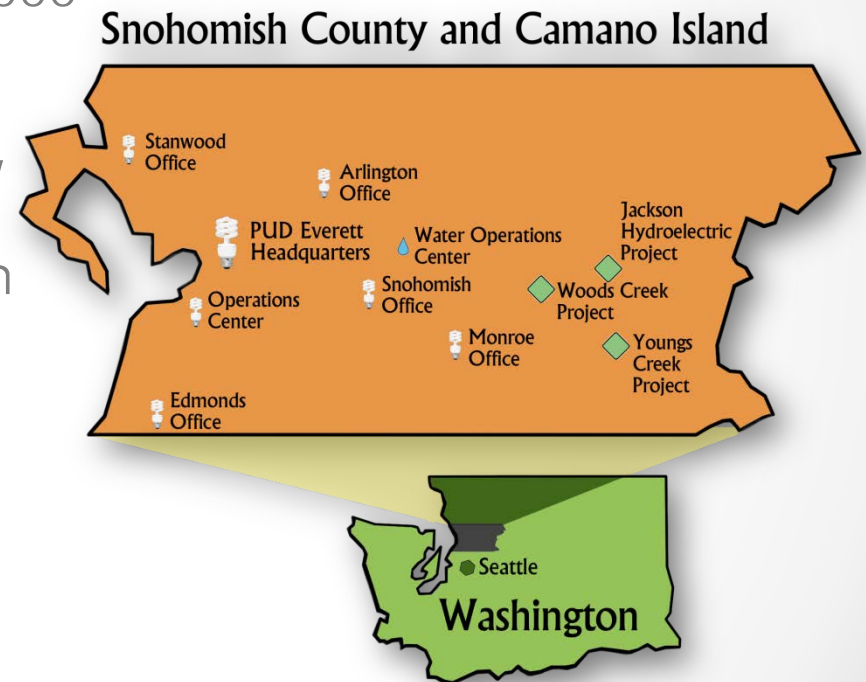 Snohomish County and Camano Island
Stanwood
Office
Arlington
Office
PUD Everett
Headquarters
Water Operations
Center
Jackson
Hydroelectric
Project
Operations
Center
Snohomish
Office
Woods Creek
Project
Monroe
Office
Youngs
Creek
Project
Edmonds
Office
Seattle
Washington